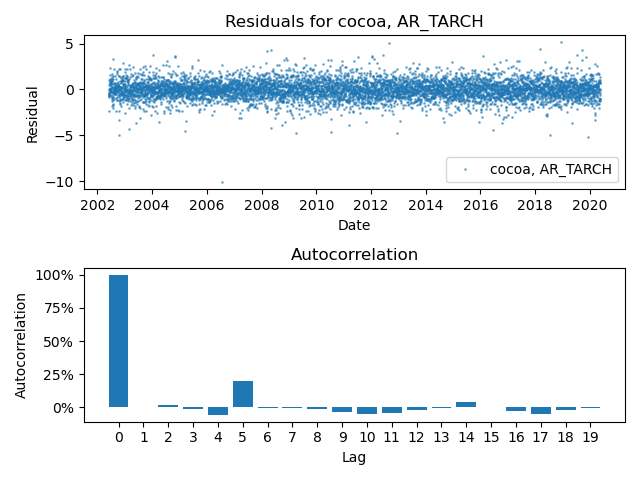 Residuals for cocoa, AR_TARCH
5
0
−5
−10
Residual
2002 2004 2006 2008 2010 2012 2014 2016 2018 2020
Date
cocoa, AR_TARCH
Autocorrelation
100%
75%
50%
25%
0%
Autocorrelation
0 1 2 3 4 5 6 7 8 9 10 11 12 13 14 15 16 17 18 19
Lag